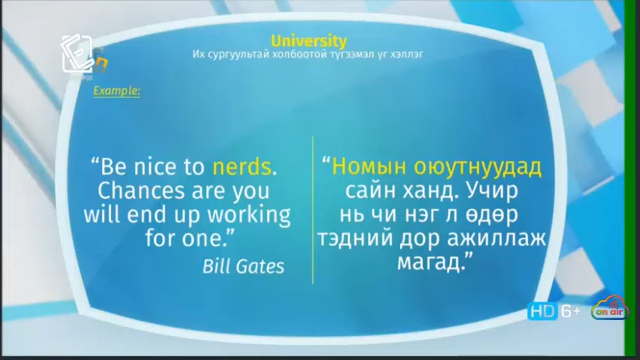 University
Их сургуультай холбоотой түгээмэл үг хэллэг
Example:
“Be nice to nerds.
Chances are you
will end up working
for one.”
Bill Gates
“Номын оюутнуудад
сайн ханд. Учир
нь чи нэг л өдөр
тэдний дор ажиллаж
магад.”
HD 6+
on air